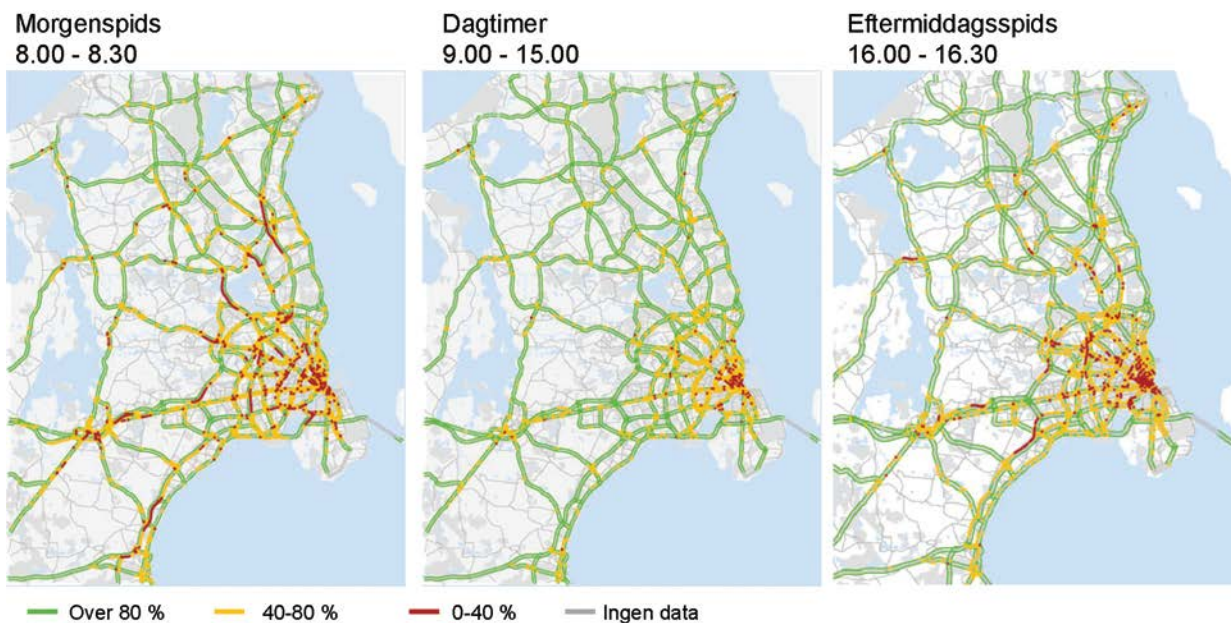 Morgenspids
8.00 - 8.30
Dagtimer
9.00 - 15.00
Eftermiddagsspids
16.00 - 16.30
Over 80 %
40-80 %
0-40 %
Ingen data